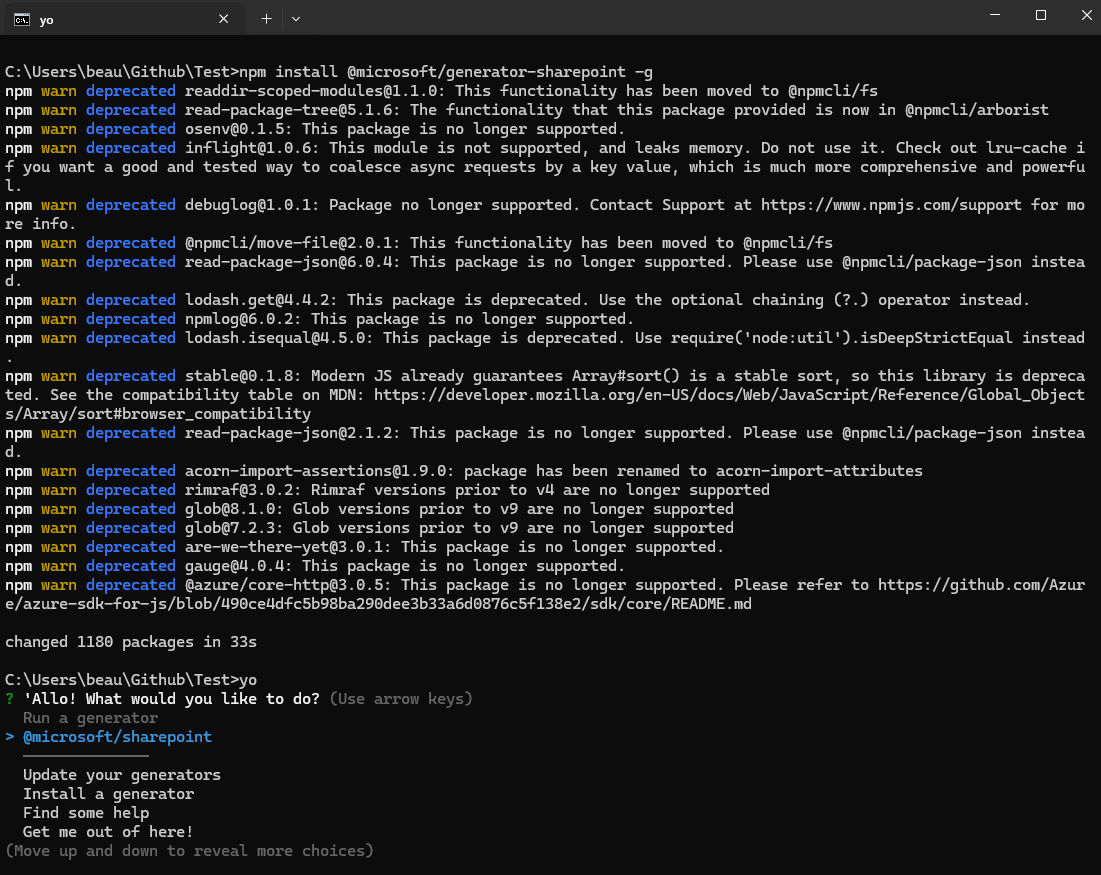 yo
C:\Users\beau\Github\Test>npm install @microsoft/generator-sharepoint -g
npm warn deprecated readdir-scoped-modules@1.1.0: This functionality has been moved to @npmcli/fs
npm warn deprecated read-package-tree@5.1.6: The functionality that this package provided is now in @npmcli/arborist
npm warn deprecated osenv@0.1.5: This package is no longer supported.
npm warn deprecated inflight@1.0.6: This module is not supported, and leaks memory. Do not use it. Check out lru-cache i
f you want a good and tested way to coalesce async requests by a key value, which is much more comprehensive and powerfu
l.
npm warn deprecated debuglog@1.0.1: Package no longer supported. Contact Support at https://www.npmjs.com/support for mo
re info.
npm warn deprecated @npmcli/move-file@2.0.1: This functionality has been moved to @npmcli/fs
npm warn deprecated read-package-json@6.0.4: This package is no longer supported. Please use @npmcli/package-json instea
d.
npm warn deprecated lodash.get@4.4.2: This package is deprecated. Use the optional chaining (?.) operator instead.
npm warn deprecated npmlog@6.0.2: This package is no longer supported.
npm warn deprecated lodash.isequal@4.5.0: This package is deprecated. Use require('node:util').isDeepStrictEqual instead
.
npm warn deprecated stable@0.1.8: Modern JS already guarantees Array#sort() is a stable sort, so this library is depreca
ted. See the compatibility table on MDN: https://developer.mozilla.org/en-US/docs/Web/JavaScript/Reference/Global_Object
s/Array/sort#browser_compatibility
npm warn deprecated read-package-json@2.1.2: This package is no longer supported. Please use @npmcli/package-json instea
d.
npm warn deprecated acorn-import-assertions@1.9.0: package has been renamed to acorn-import-attributes
npm warn deprecated rimraf@3.0.2: Rimraf versions prior to v4 are no longer supported
npm warn deprecated glob@8.1.0: Glob versions prior to v9 are no longer supported
npm warn deprecated glob@7.2.3: Glob versions prior to v9 are no longer supported
npm warn deprecated are-we-there-yet@3.0.1: This package is no longer supported.
npm warn deprecated gauge@4.0.4: This package is no longer supported.
npm warn deprecated @azure/core-http@3.0.5: This package is no longer supported. Please refer to https://github.com/Azur
e/azure-sdk-for-js/blob/490ce4dfc5b98ba290dee3b33a6d0876c5f138e2/sdk/core/README.md
changed 1180 packages in 33s
C:\Users\beau\Github\Test>yo
? 'Allo! What would you like to do? (Use arrow keys)
Run a generator
> @microsoft/sharepoint
──────────────
Update your generators
Install a generator
Find some help
Get me out of here!
(Move up and down to reveal more choices)